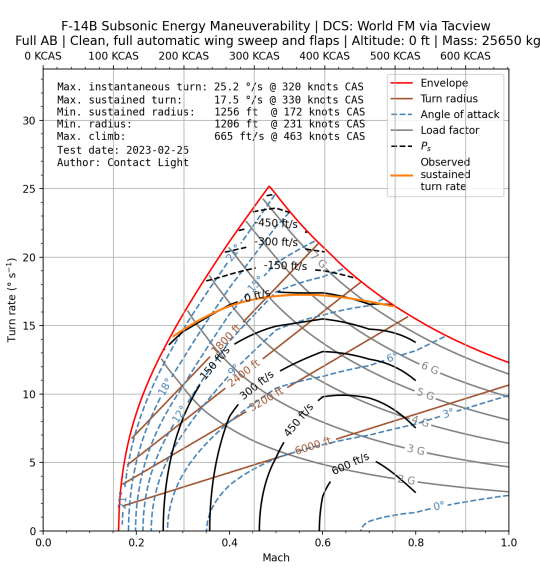 F-14B Subsonic Energy Maneuverability | DCS: World FM via Tacview
Full AB | Clean, full automatic wing sweep and flaps | Altitude: 0 ft | Mass: 25650 kg
0 KCAS 100 KCAS 200 KCAS 300 KCAS 400 KCAS 500 KCAS 600 KCAS
Max. instantaneous turn: 25.2 °/s @ 320 knots CAS
Max. sustained turn: 17.5 °/s @ 330 knots CAS
Min. sustained radius: 1256 ft @ 172 knots CAS
Min. radius: 1206 ft @ 231 knots CAS
Max. climb: 665 ft/s @ 463 knots CAS
Test date: 2023-02-25
Author: Contact Light
Envelope
Turn radius
Angle of attack
Load factor
Ps
Observed
sustained
turn rate
Turn rate (° s⁻¹)
30
25
20
15
10
5
0
-450 ft/s
-300 ft/s
-150 ft/s
0 ft/s
150 ft/s
300 ft/s
450 ft/s
600 ft/s
1800 ft
2400 ft
3200 ft
6000 ft
18°
12°
9°
6°
3°
0°
7 G
6 G
5 G
4 G
3 G
2 G
0.0 0.2 0.4 0.6 0.8 1.0
Mach